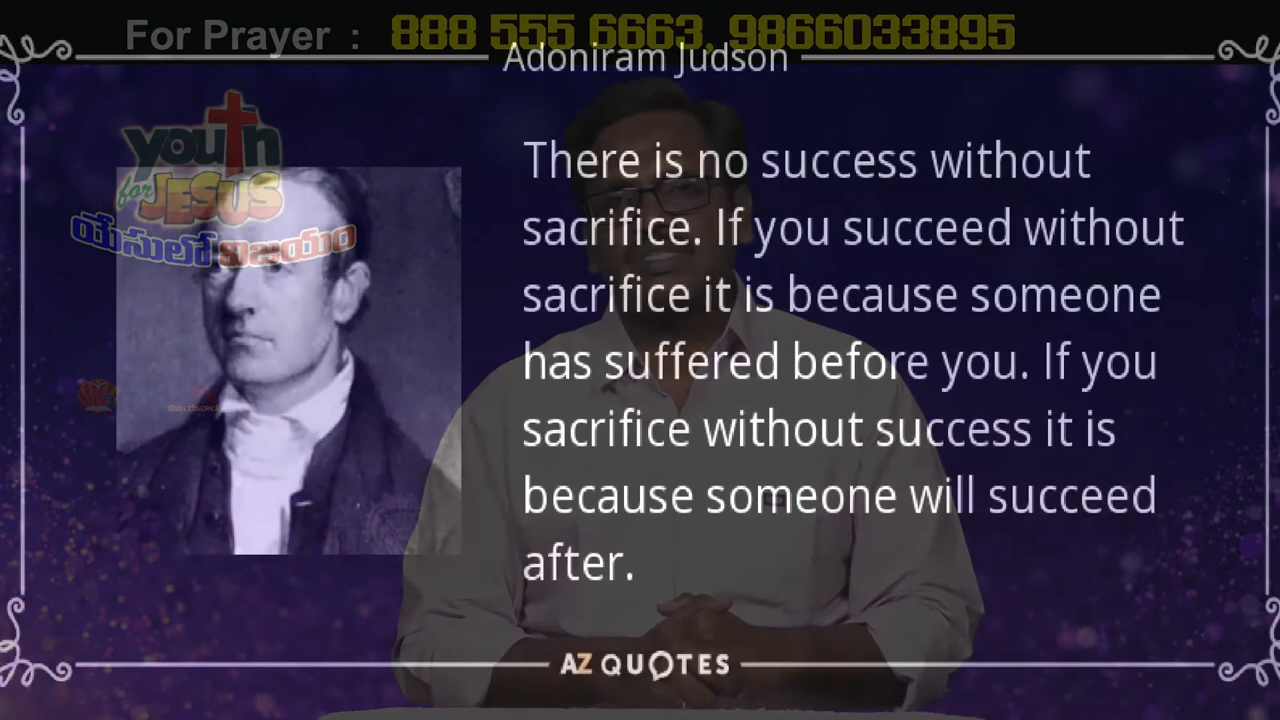 For Prayer : 888 555 6663, 9866033895
Adoniram Judson
youth
for JESUS
యేసులో విజయం
There is no success without
sacrifice. If you succeed without
sacrifice it is because someone
has suffered before you. If you
sacrifice without success it is
because someone will succeed
after.
AZ QUOTES